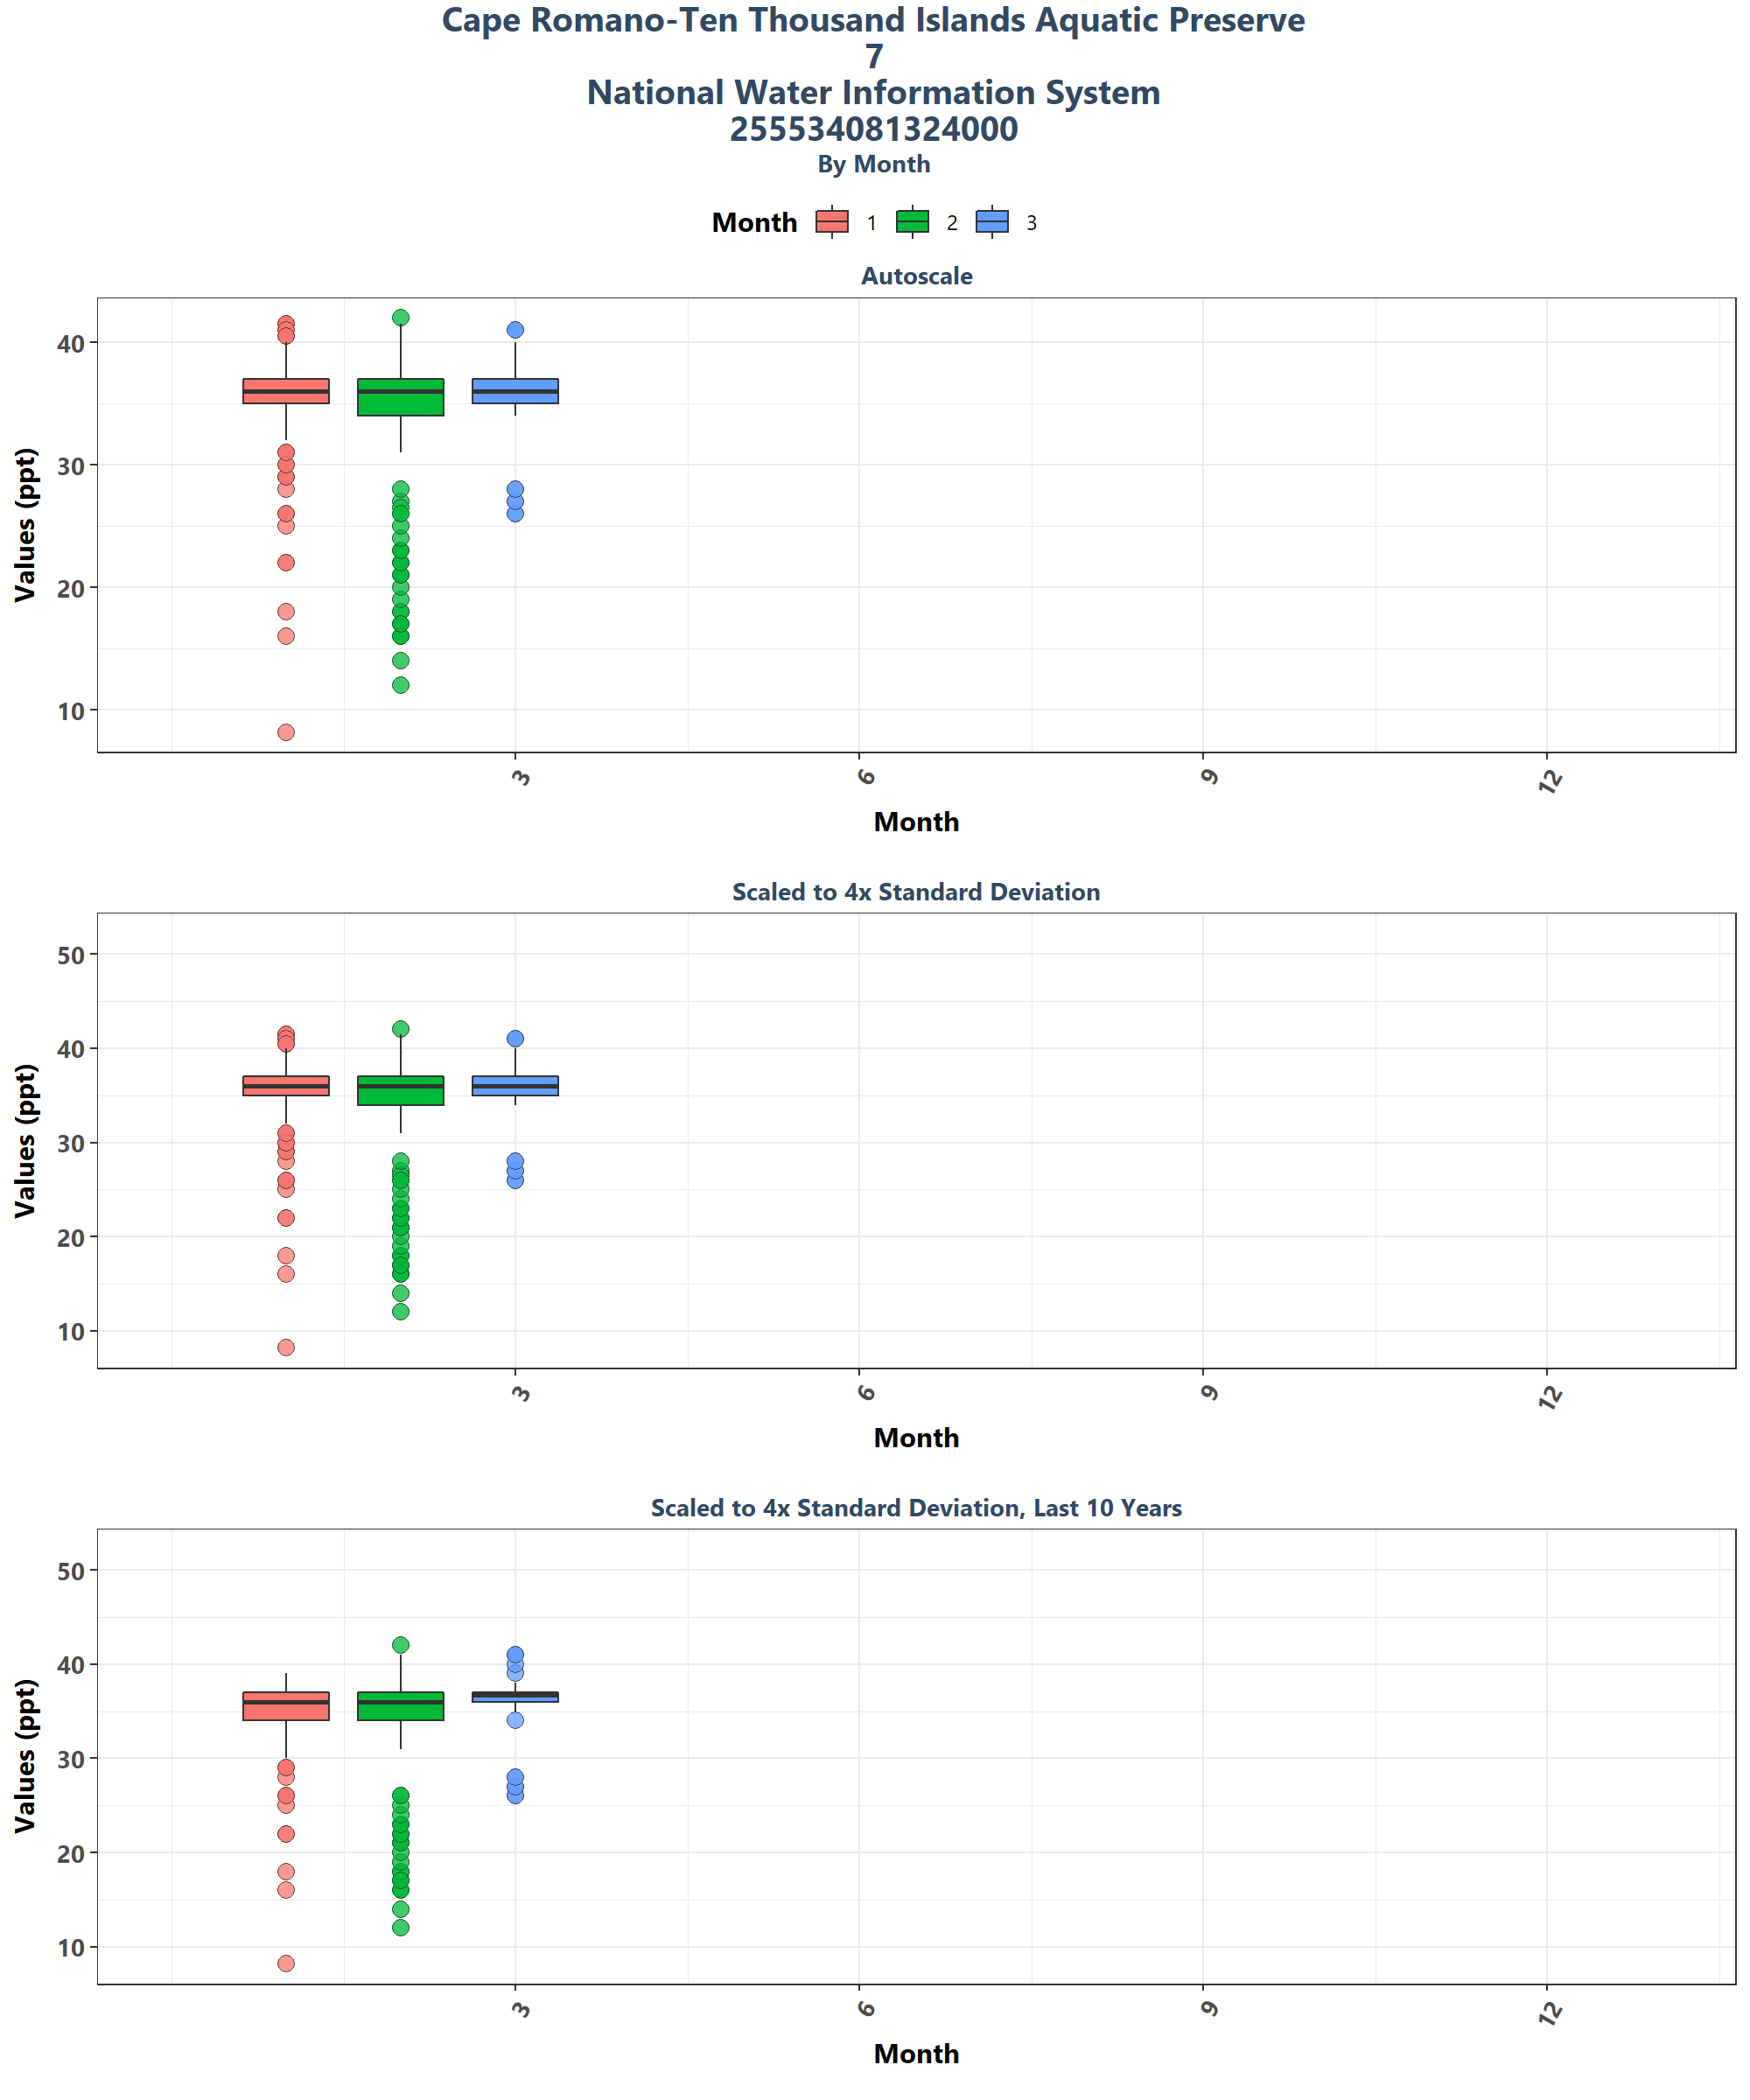 Cape Romano-Ten Thousand Islands Aquatic Preserve
7
National Water Information System
255534081324000
By Month
Month 1 2 3
Autoscale
Values (ppt)
40
30
20
10
3 6 9 12
Month
Scaled to 4x Standard Deviation
Values (ppt)
50
40
30
20
10
3 6 9 12
Month
Scaled to 4x Standard Deviation, Last 10 Years
Values (ppt)
50
40
30
20
10
3 6 9 12
Month